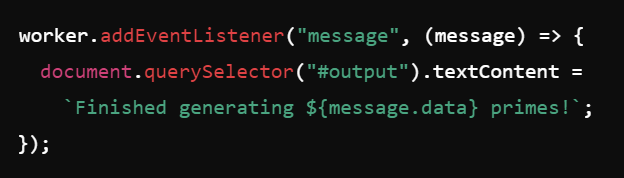 worker.addEventListener("message", (message) => {
  document.querySelector("#output").textContent =
    `Finished generating ${message.data} primes!`;
});